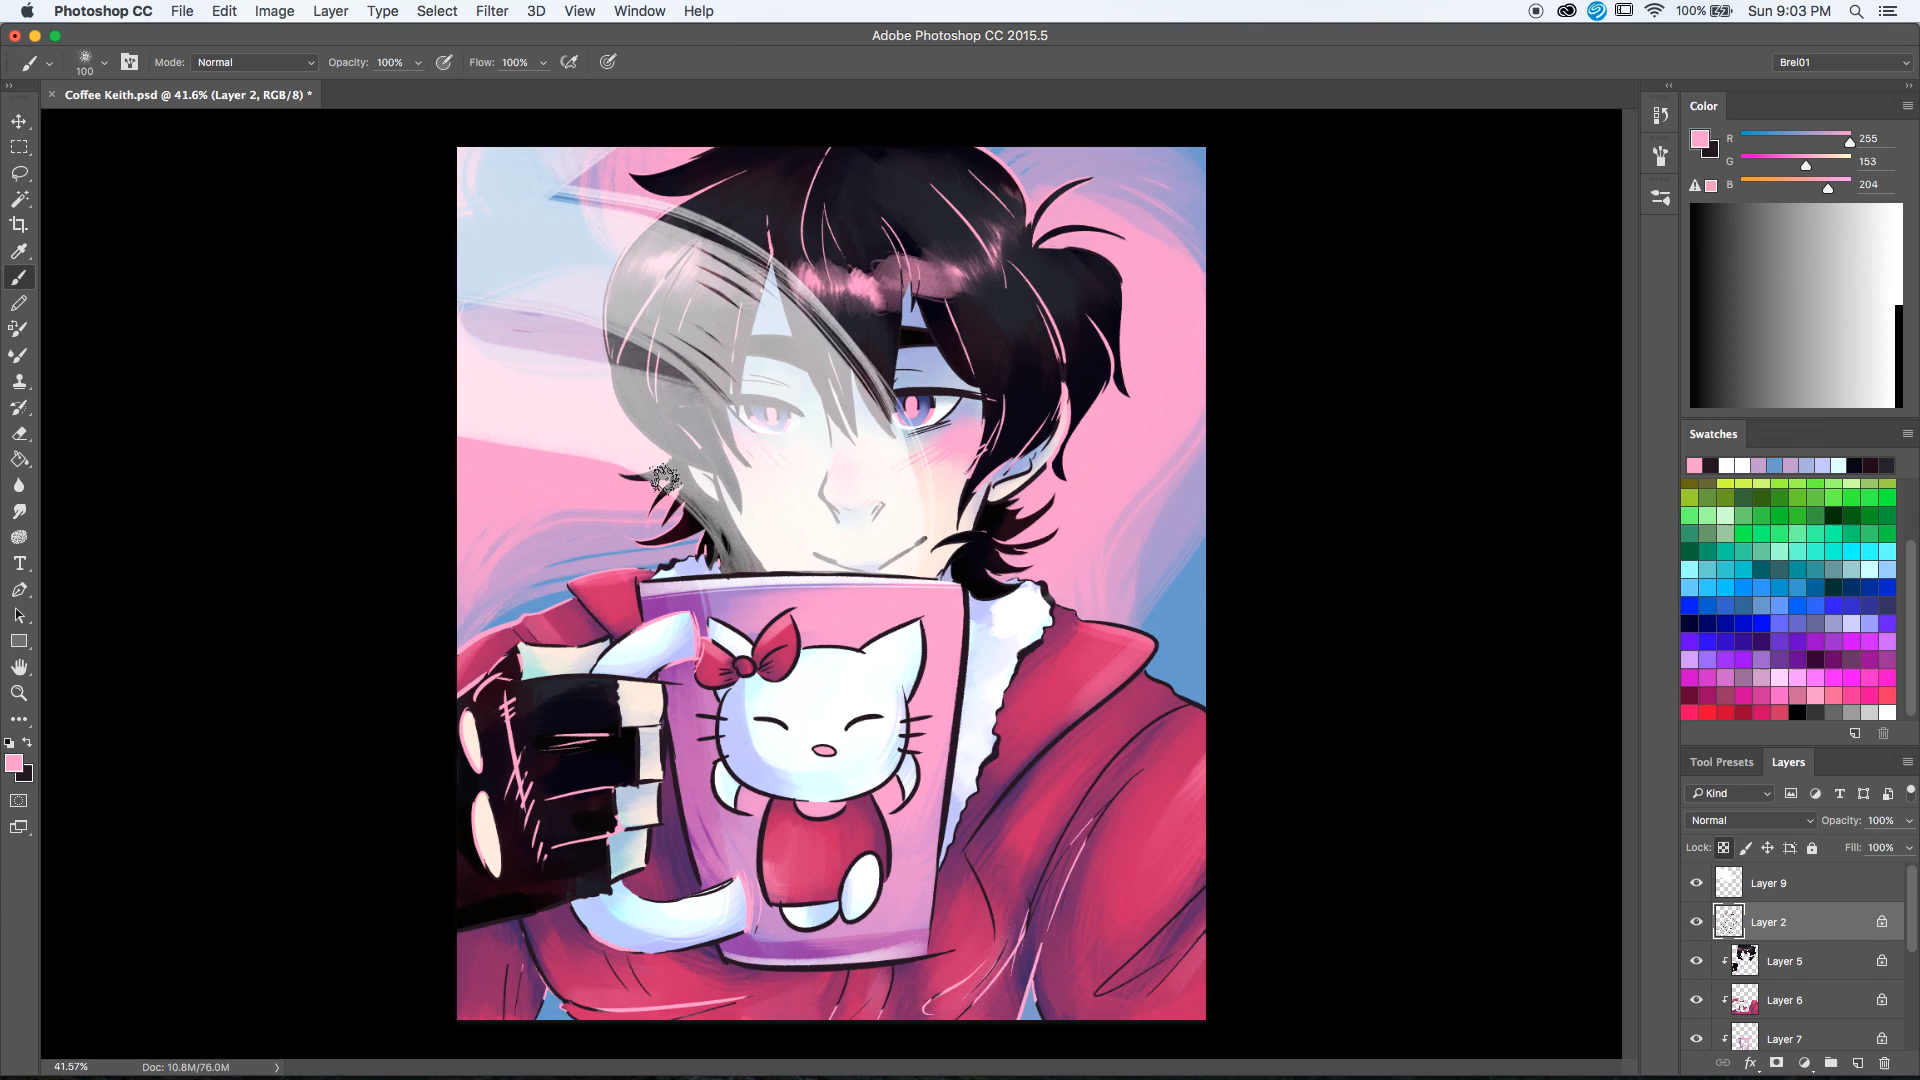 Photoshop CC File Edit Image Layer Type Select Filter 3D View Window Help 100% Sun 9:03 PM
Adobe Photoshop CC 2015.5
100 Mode: Normal Opacity: 100% Flow: 100% Brel01
Coffee Keith.psd @ 41.6% (Layer 2, RGB/8) *
Color
R 255
G 153
B 204
Swatches
Tool Presets Layers
Kind
Normal Opacity: 100%
Lock: Fill: 100%
Layer 9
Layer 2
Layer 5
Layer 6
Layer 7
fx
41.57% Doc: 10.8M/76.0M